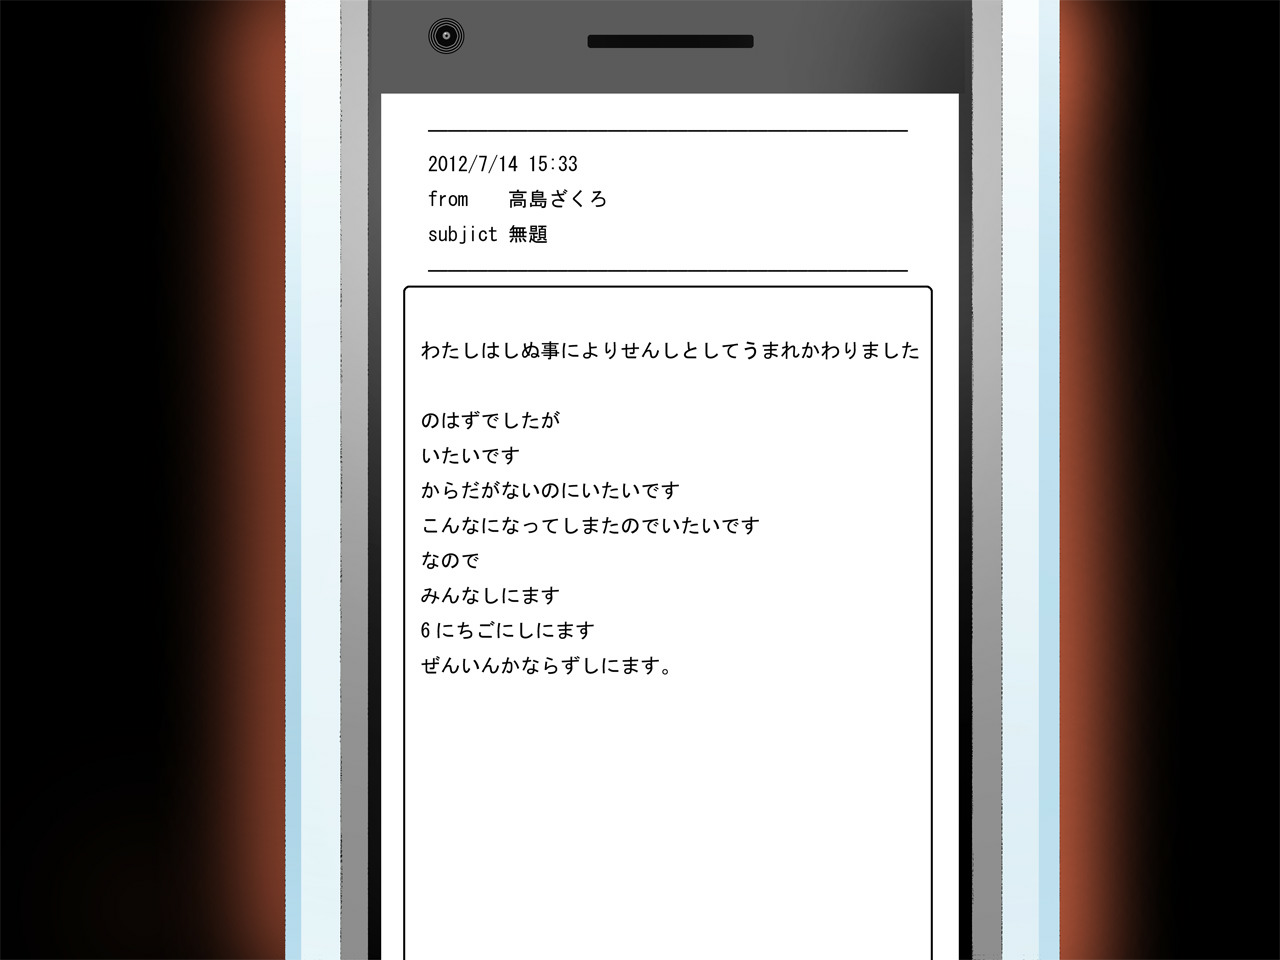 2012/7/14 15:33
from 高島ざくろ
subjict 無題
わたしはしぬ事によりせんしとしてうまれかわりました
のはずでしたが
いたいです
からだがないのにいたいです
こんなになってしまたのでいたいです
なので
みんなしにます
6にちごにしにます
ぜんいんかならずしにます。